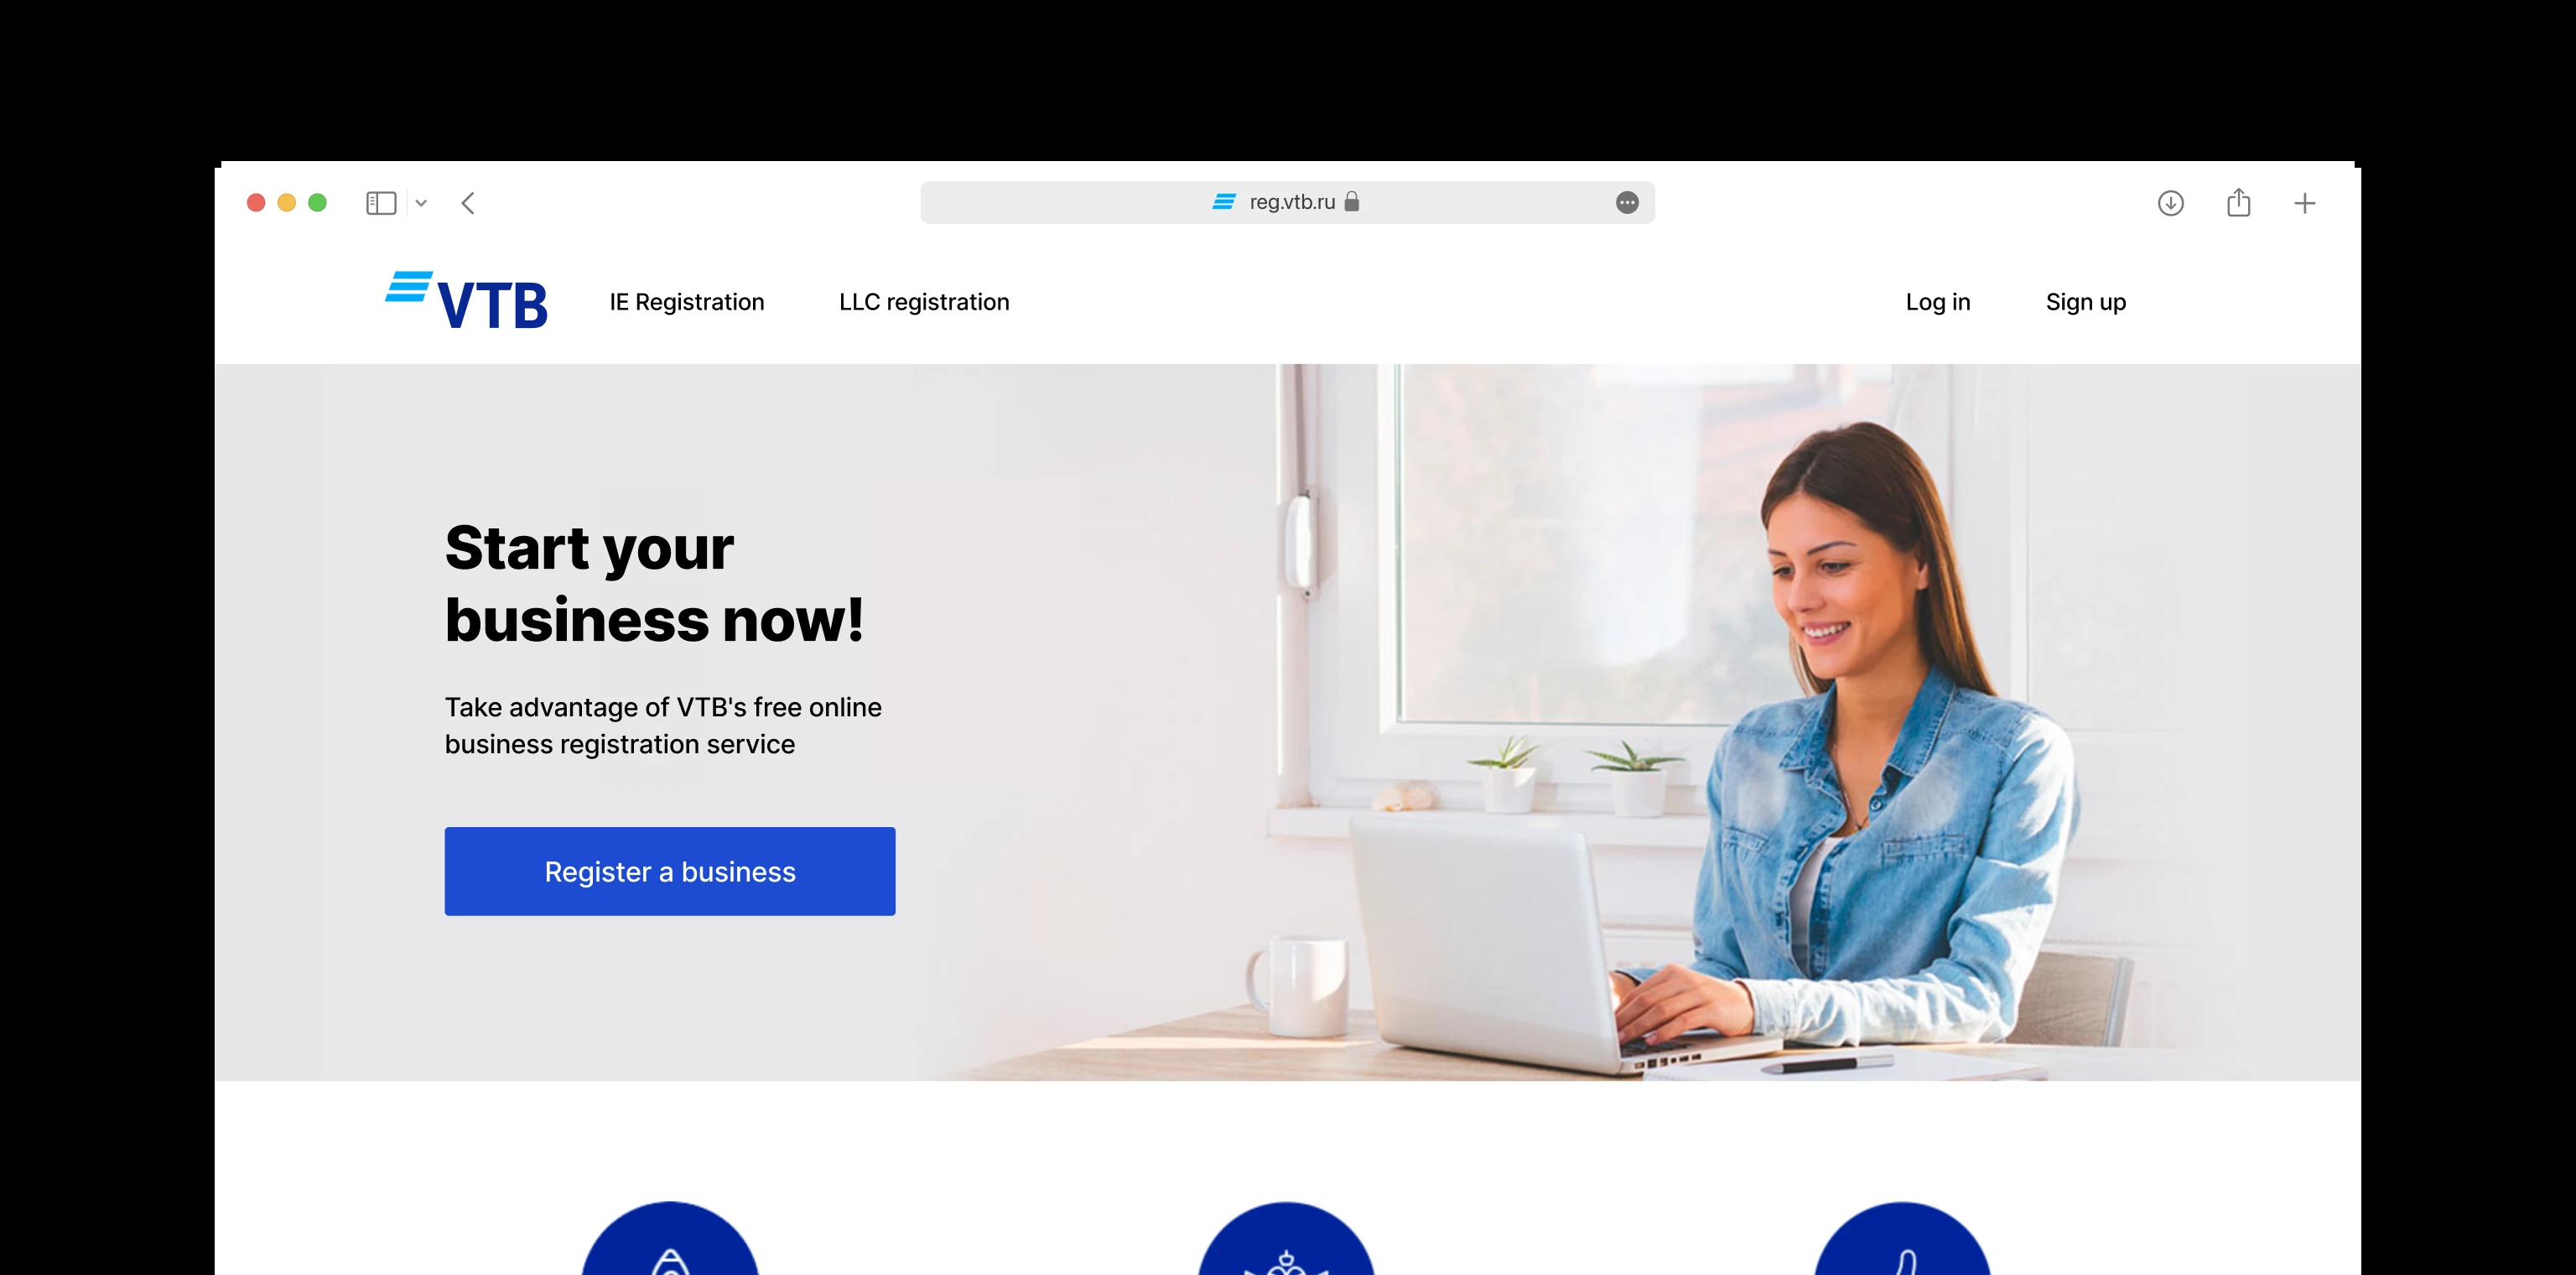 reg.vtb.ru
VTB
IE Registration
LLC registration
Log in
Sign up
Start your
business now!
Take advantage of VTB's free online
business registration service
Register a business